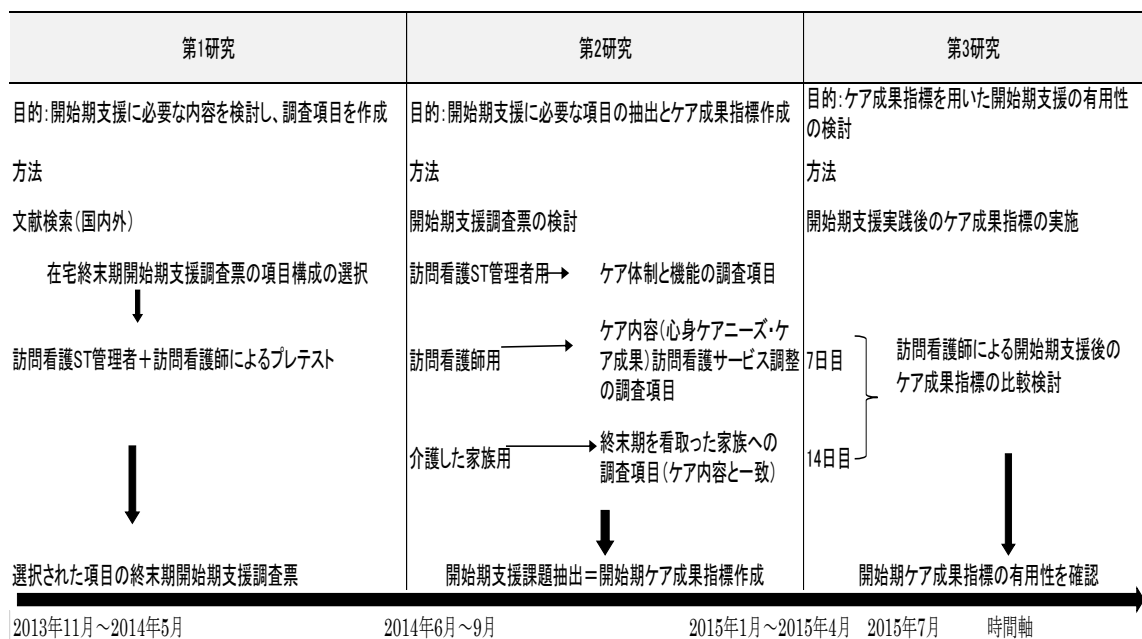 第1研究
第2研究
第3研究
目的:開始期支援に必要な内容を検討し、調査項目を作成
方法
文献検索(国内外)
在宅終末期開始期支援調査票の項目構成の選択
訪問看護ST管理者+訪問看護師によるプレテスト
選択された項目の終末期開始期支援調査票
目的:開始期支援に必要な項目の抽出とケア成果指標作成
方法
開始期支援調査票の検討
訪問看護ST管理者用
ケア体制と機能の調査項目
訪問看護師用
ケア内容(心身ケアニーズ・ケ
ア成果)訪問看護サービス調整
の調査項目
介護した家族用
終末期を看取った家族への
調査項目(ケア内容と一致)
開始期支援課題抽出=開始期ケア成果指標作成
目的:ケア成果指標を用いた開始期支援の有用性
の検討
方法
開始期支援実践後のケア成果指標の実施
7日目
14日目
訪問看護師による開始期支援後の
ケア成果指標の比較検討
開始期ケア成果指標の有用性を確認
2013年11月~2014年5月
2014年6月~9月
2015年1月~2015年4月
2015年7月
時間軸